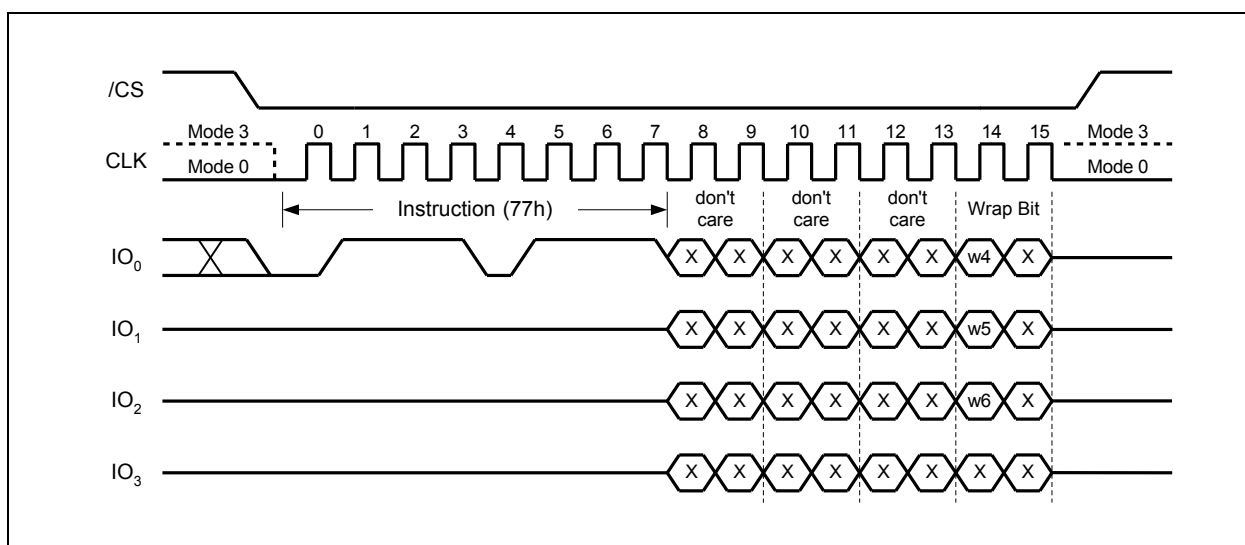 /CS
Mode 3 0 1 2 3 4 5 6 7 8 9 10 11 12 13 14 15 Mode 3
CLK
Mode 0 Mode 0
Instruction (77h) don't care don't care don't care Wrap Bit
IO0 X X X X X X w4 X
IO1 X X X X X X w5 X
IO2 X X X X X X w6 X
IO3 X X X X X X X X